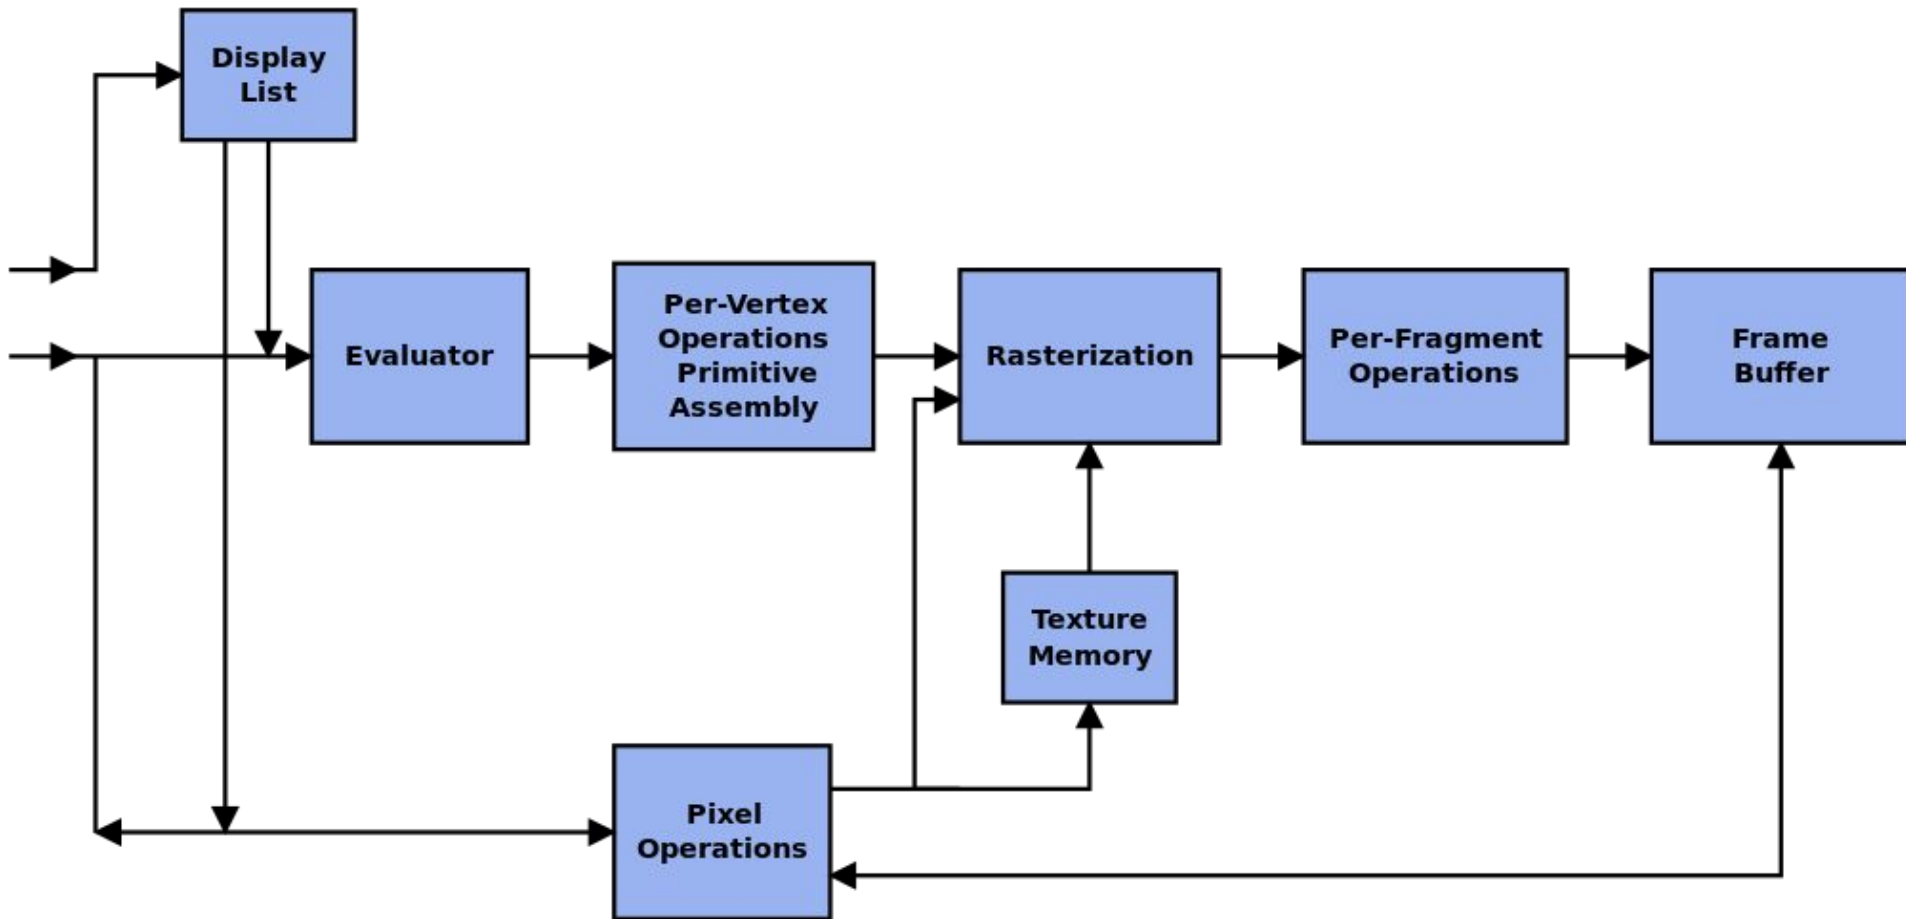 Display
List
Evaluator
Per-Vertex
Operations
Primitive
Assembly
Rasterization
Per-Fragment
Operations
Frame
Buffer
Texture
Memory
Pixel
Operations